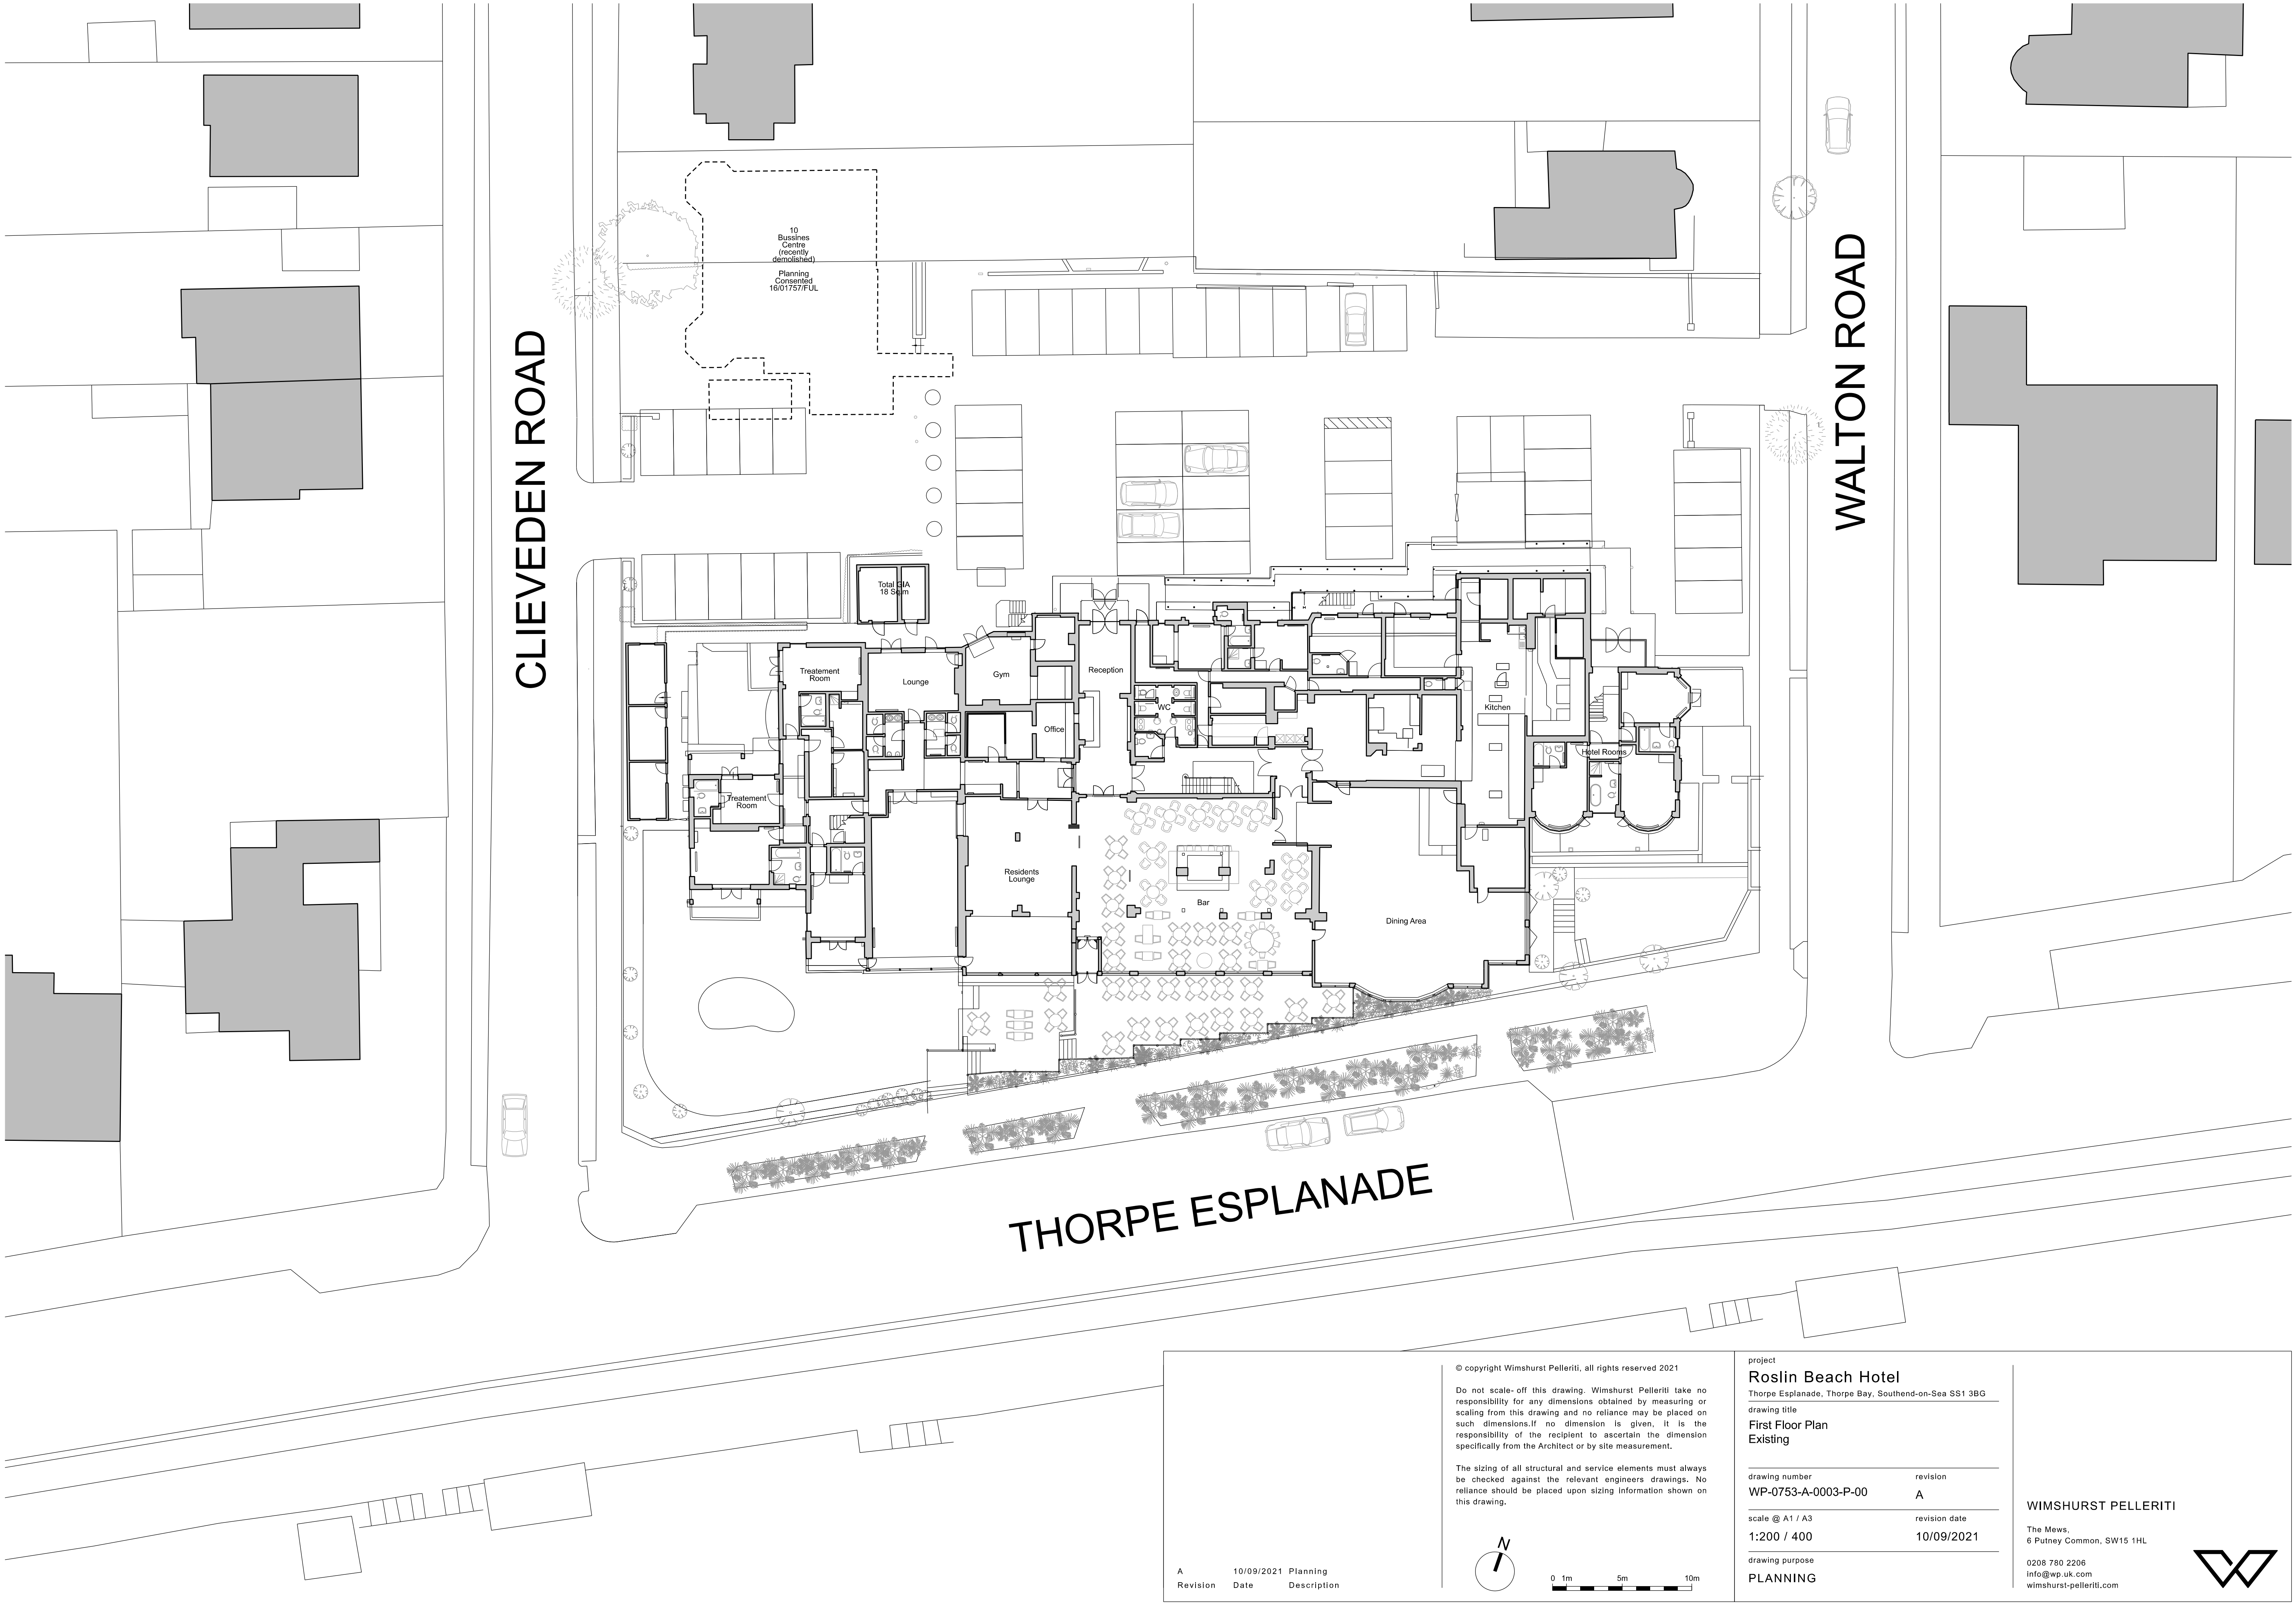 10
Bussines
Centre
(recently
demolished)
Planning
Consented
16/01757/FUL
CLIEVEDEN ROAD
WALTON ROAD
Total GIA
18 Sq.m
Treatement
Room
Lounge
Gym
Reception
Office
WC
Kitchen
Hotel Rooms
Treatement
Room
Residents
Lounge
Bar
Dining Area
THORPE ESPLANADE
A 10/09/2021 Planning
Revision Date Description
© copyright Wimshurst Pelleriti, all rights reserved 2021
Do not scale- off this drawing. Wimshurst Pelleriti take no
responsibility for any dimensions obtained by measuring or
scaling from this drawing and no reliance may be placed on
such dimensions.If no dimension is given, it is the
responsibility of the recipient to ascertain the dimension
specifically from the Architect or by site measurement.
The sizing of all structural and service elements must always
be checked against the relevant engineers drawings. No
reliance should be placed upon sizing information shown on
this drawing.
N
0 1m 5m 10m
project
Roslin Beach Hotel
Thorpe Esplanade, Thorpe Bay, Southend-on-Sea SS1 3BG
drawing title
First Floor Plan
Existing
drawing number revision
WP-0753-A-0003-P-00 A
scale @ A1 / A3 revision date
1:200 / 400 10/09/2021
drawing purpose
PLANNING
WIMSHURST PELLERITI
The Mews,
6 Putney Common, SW15 1HL
0208 780 2206
info@wp.uk.com
wimshurst-pelleriti.com